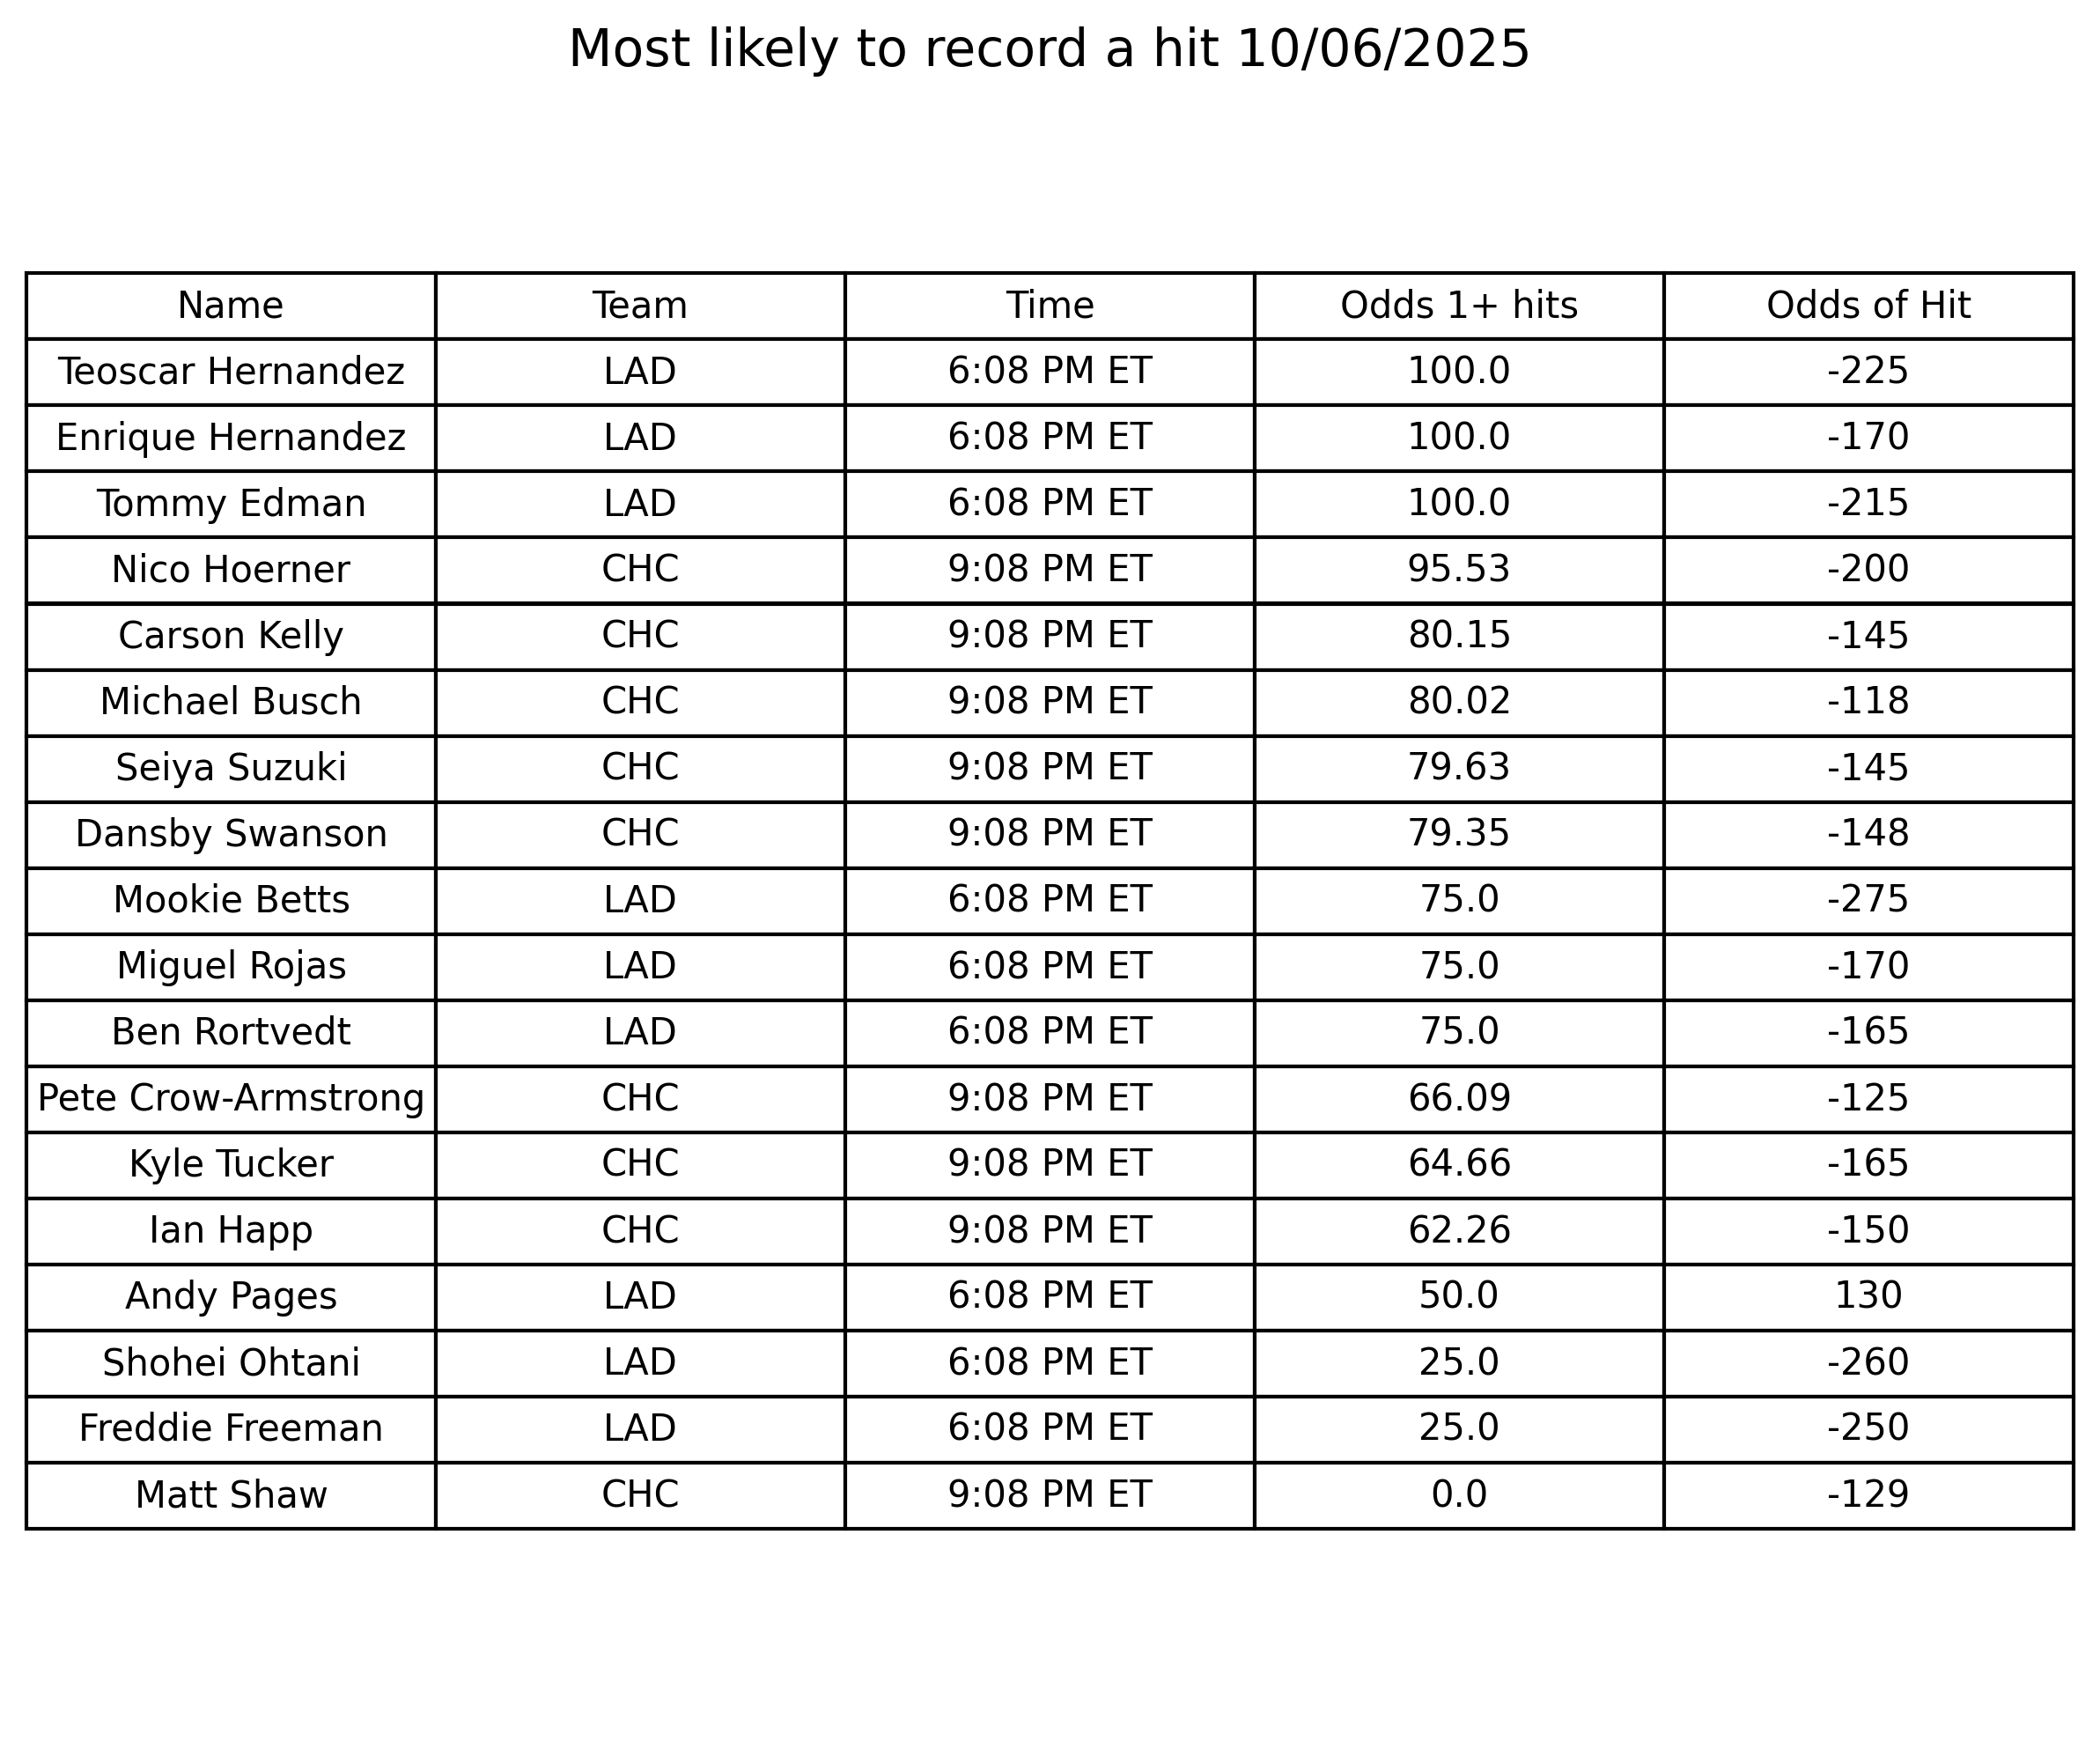 Most likely to record a hit 10/06/2025
Name Team Time Odds 1+ hits Odds of Hit
Teoscar Hernandez LAD 6:08 PM ET 100.0 -225
Enrique Hernandez LAD 6:08 PM ET 100.0 -170
Tommy Edman LAD 6:08 PM ET 100.0 -215
Nico Hoerner CHC 9:08 PM ET 95.53 -200
Carson Kelly CHC 9:08 PM ET 80.15 -145
Michael Busch CHC 9:08 PM ET 80.02 -118
Seiya Suzuki CHC 9:08 PM ET 79.63 -145
Dansby Swanson CHC 9:08 PM ET 79.35 -148
Mookie Betts LAD 6:08 PM ET 75.0 -275
Miguel Rojas LAD 6:08 PM ET 75.0 -170
Ben Rortvedt LAD 6:08 PM ET 75.0 -165
Pete Crow-Armstrong CHC 9:08 PM ET 66.09 -125
Kyle Tucker CHC 9:08 PM ET 64.66 -165
Ian Happ CHC 9:08 PM ET 62.26 -150
Andy Pages LAD 6:08 PM ET 50.0 130
Shohei Ohtani LAD 6:08 PM ET 25.0 -260
Freddie Freeman LAD 6:08 PM ET 25.0 -250
Matt Shaw CHC 9:08 PM ET 0.0 -129